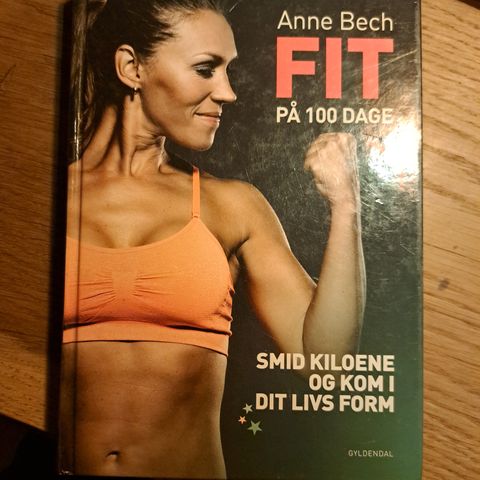 Anne Bech
FIT
PÅ 100 DAGE
SMID KILOENE
OG KOM I
DIT LIVS FORM
GYLDENDAL